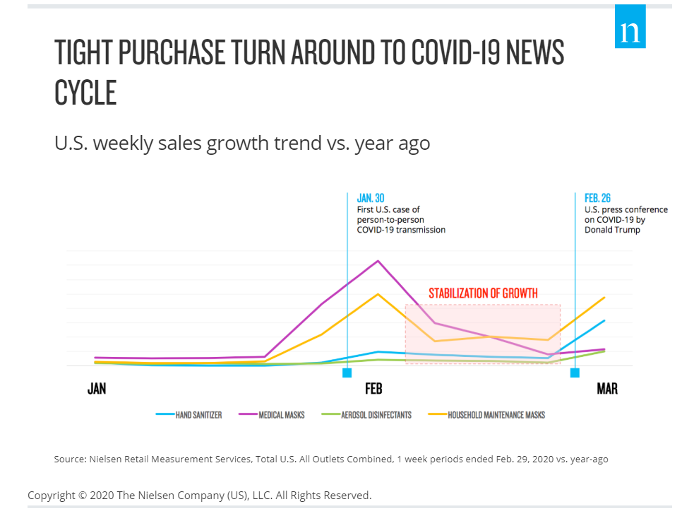 n
TIGHT PURCHASE TURN AROUND TO COVID-19 NEWS
CYCLE
U.S. weekly sales growth trend vs. year ago
JAN. 30
First U.S. case of
person-to-person
COVID-19 transmission
FEB. 26
U.S. press conference
on COVID-19 by
Donald Trump
STABILIZATION OF GROWTH
JAN FEB MAR
HAND SANITIZER MEDICAL MASKS AEROSOL DISINFECTANTS HOUSEHOLD MAINTENANCE MASKS
Source: Nielsen Retail Measurement Services, Total U.S. All Outlets Combined, 1 week periods ended Feb. 29, 2020 vs. year-ago
Copyright © 2020 The Nielsen Company (US), LLC. All Rights Reserved.